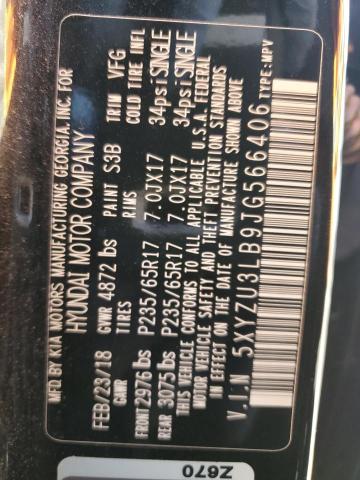 MFD BY KIA MOTORS MANUFACTURING GEORGIA, INC. FOR
HYUNDAI MOTOR COMPANY
FEB/23/18 GVWR 4872 lbs PAINT S3B TRIM VFG
GAWR TIRES RIMS COLD TIRE INFL
FRONT 2976 lbs P235/65R17 7.0JX17 34psi SINGLE
REAR 3075 lbs P235/65R17 7.0JX17 34psi SINGLE
THIS VEHICLE CONFORMS TO ALL APPLICABLE U.S.A. FEDERAL
MOTOR VEHICLE SAFETY AND THEFT PREVENTION STANDARDS
IN EFFECT ON THE DATE OF MANUFACTURE SHOWN ABOVE.
V.I.N 5XYZU3LB9JG566406 TYPE:MPV
Z670